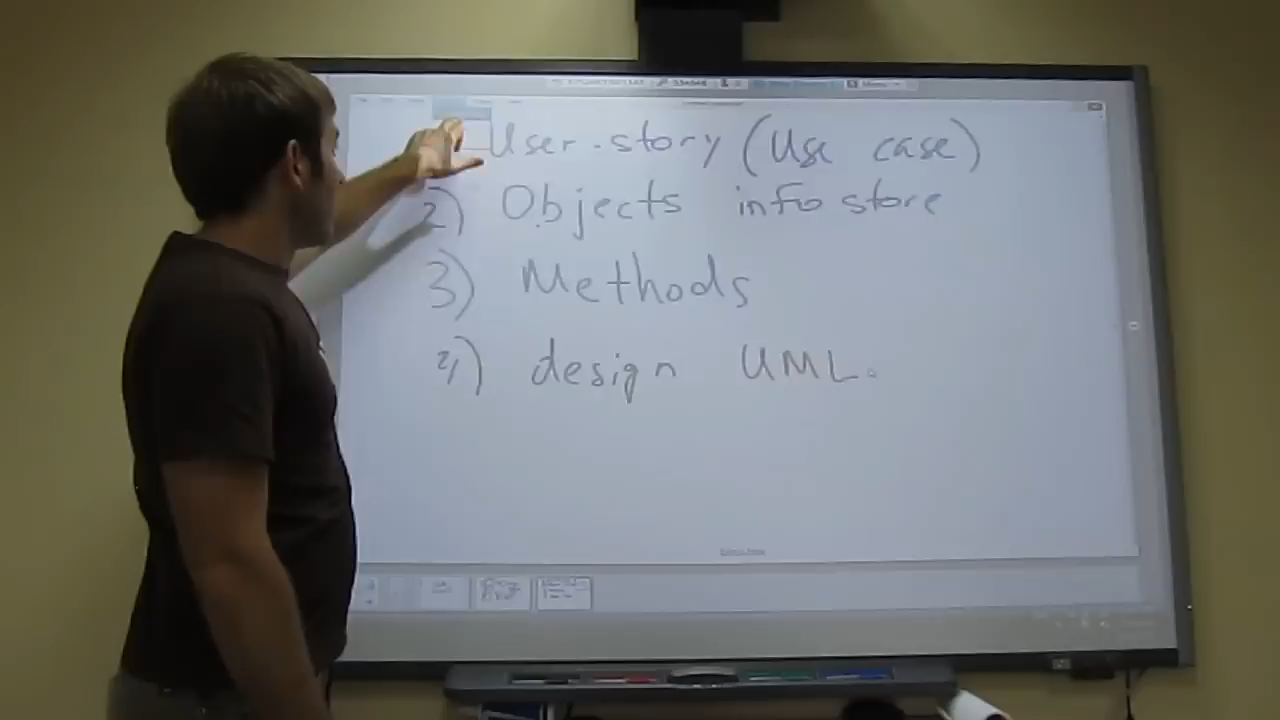 User-story (Use case)
2) Objects info store
3) Methods
4) design UML.